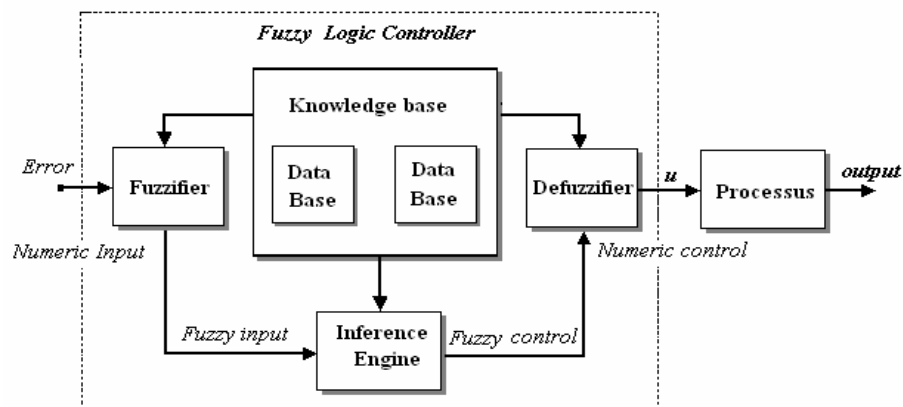 Fuzzy Logic Controller
Knowledge base
Error
Fuzzifier
Data
Base
Data
Base
Defuzzifier
u
Processus
output
Numeric Input
Numeric control
Fuzzy input
Inference
Engine
Fuzzy control